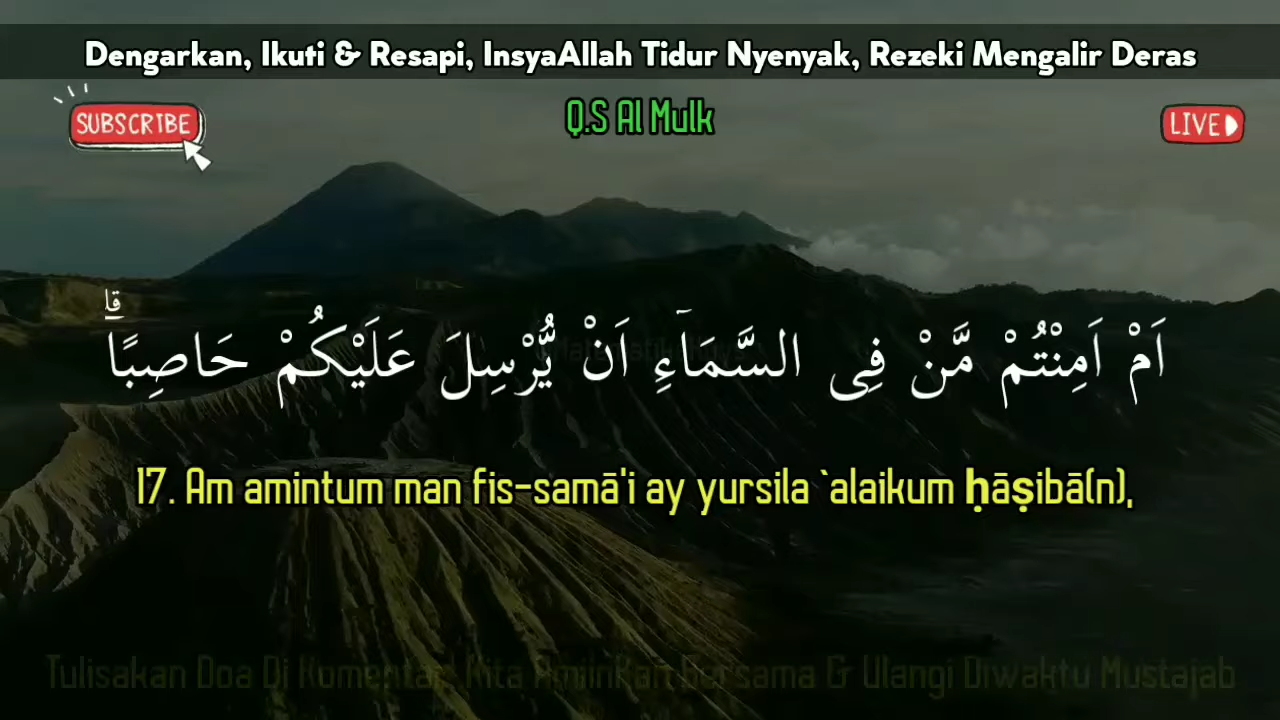 Dengarkan, Ikuti & Resapi, InsyaAllah Tidur Nyenyak, Rezeki Mengalir Deras
SUBSCRIBE
Q.S Al Mulk
LIVE
اَمْ اَمِنْتُمْ مَّنْ فِى السَّمَاۤءِ اَنْ يُّرْسِلَ عَلَيْكُمْ حَاصِبًاۗ
17. Am amintum man fis-samā'i ay yursila `alaikum ḥāṣibā(n),
Tulisakan Doa Di Komentar, Kita Amiinkan Bersama & Ulangi Diwaktu Mustajab